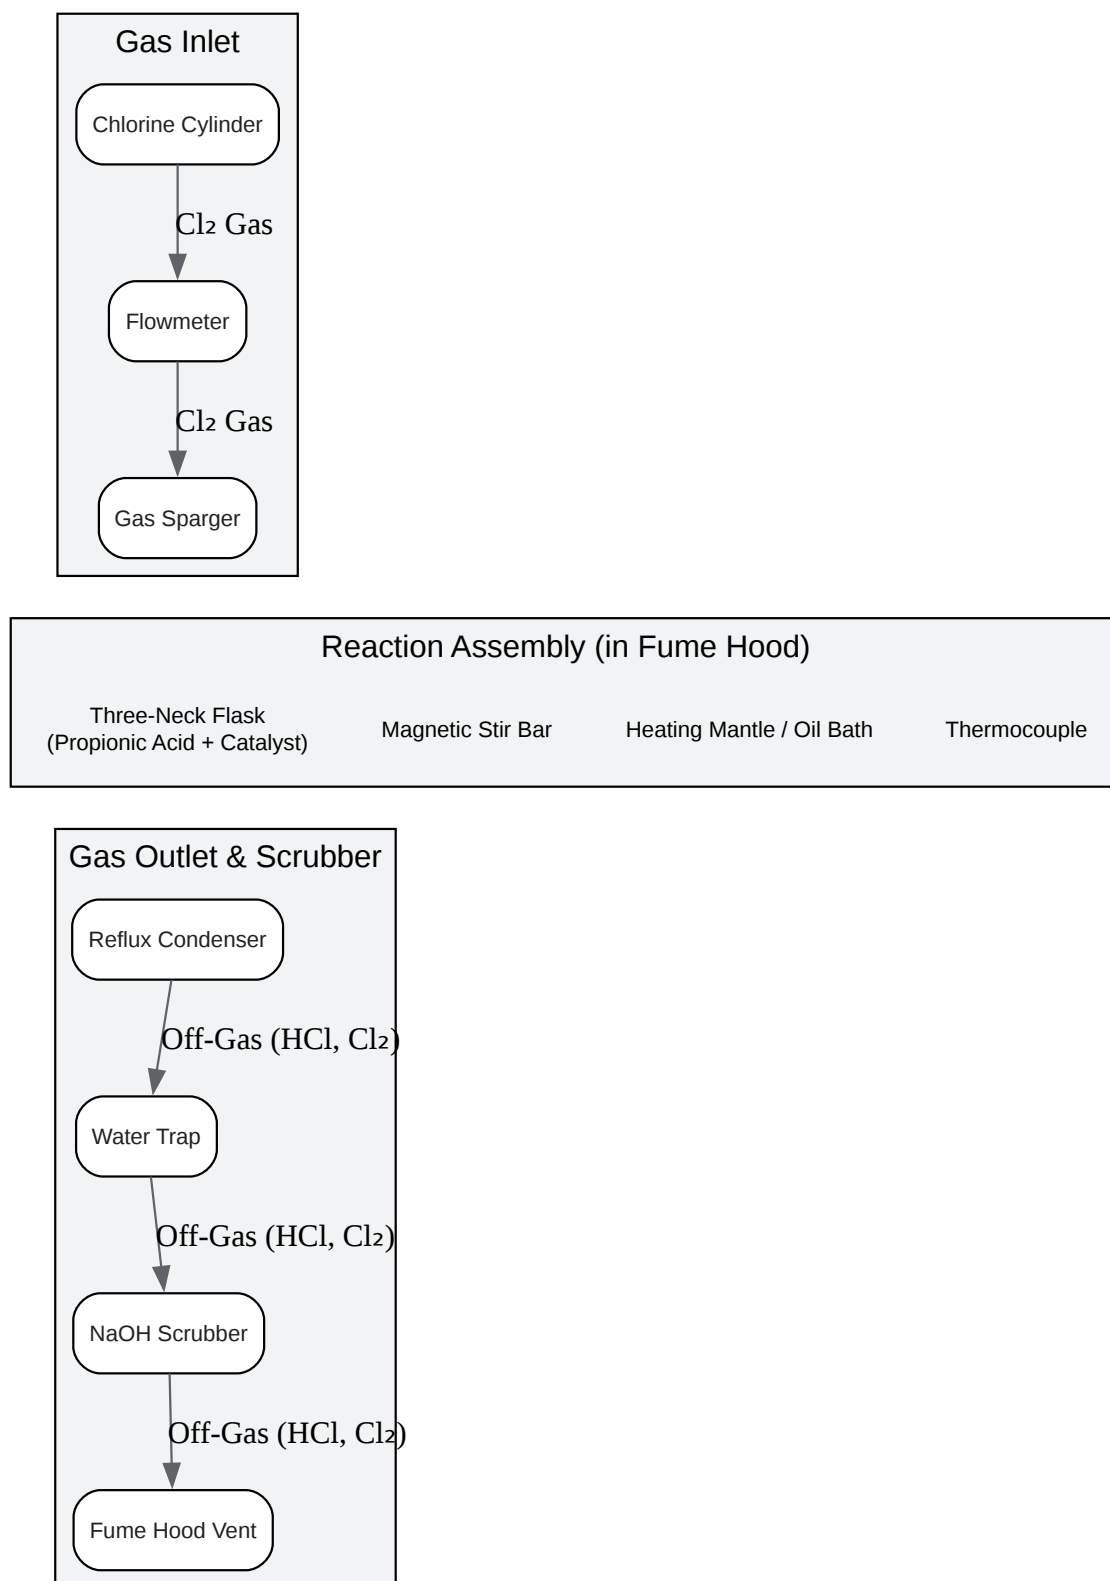 Gas Inlet
Chlorine Cylinder
Cl₂ Gas
Flowmeter
Cl₂ Gas
Gas Sparger
Reaction Assembly (in Fume Hood)
Three-Neck Flask
(Propionic Acid + Catalyst)
Magnetic Stir Bar
Heating Mantle / Oil Bath
Thermocouple
Gas Outlet & Scrubber
Reflux Condenser
Off-Gas (HCl, Cl₂)
Water Trap
Off-Gas (HCl, Cl₂)
NaOH Scrubber
Off-Gas (HCl, Cl₂)
Fume Hood Vent